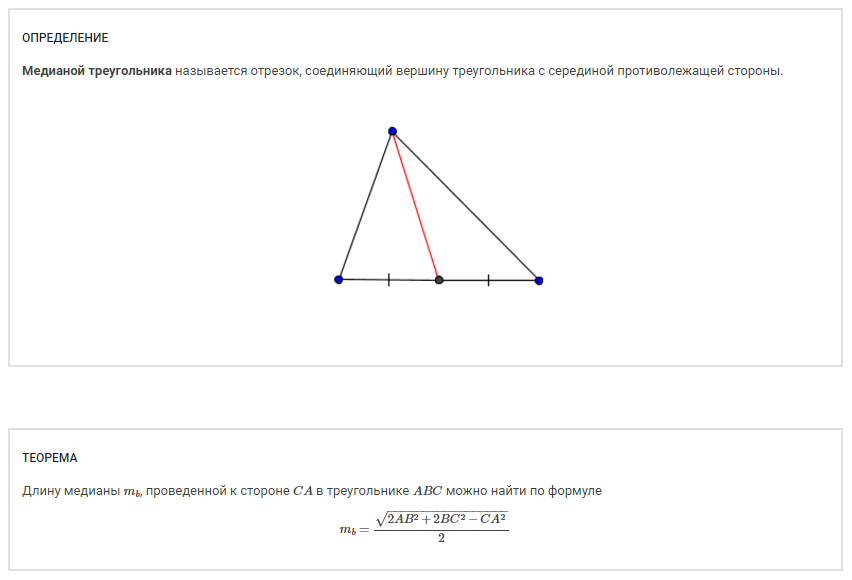 ОПРЕДЕЛЕНИЕ
Медианой треугольника называется отрезок, соединяющий вершину треугольника с серединой противолежащей стороны.
ТЕОРЕМА
Длину медианы m_b, проведенной к стороне CA в треугольнике ABC можно найти по формуле
m_b = \frac{\sqrt{2AB^2 + 2BC^2 - CA^2}}{2}